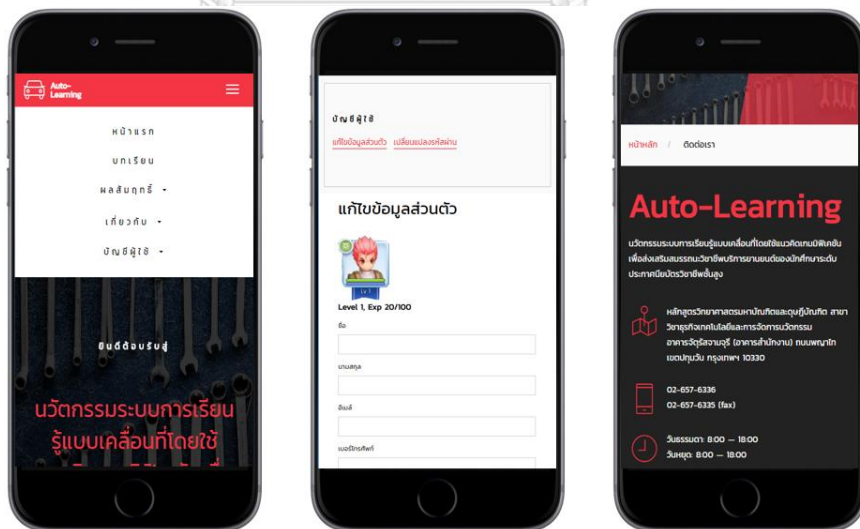 Auto-
Learning
หน้าแรก
บทเรียน
ผลสัมฤทธิ์
เกี่ยวกับ
บัญชีผู้ใช้
ยินดีต้อนรับสู่
นวัตกรรมระบบการเรียน
รู้แบบเคลื่อนที่โดยใช้
บัญชีผู้ใช้
แก้ไขข้อมูลส่วนตัว เปลี่ยนแปลงรหัสผ่าน
แก้ไขข้อมูลส่วนตัว
Lv 1
Level 1, Exp 20/100
ชื่อ
นามสกุล
อีเมล์
เบอร์โทรศัพท์
หน้าหลัก / ติดต่อเรา
Auto-Learning
นวัตกรรมระบบการเรียนรู้แบบเคลื่อนที่โดยใช้แนวคิดเกมมิฟิเคชัน
เพื่อส่งเสริมสมรรถนะวิชาชีพบริการยานยนต์ของนักศึกษาระดับ
ประกาศนียบัตรวิชาชีพชั้นสูง
หลักสูตรวิทยาศาสตรมหาบัณฑิตและดุษฎีบัณฑิต สาขา
วิชาธุรกิจเทคโนโลยีและการจัดการนวัตกรรม
อาคารจัตุรัสจามจุรี (อาคารสำนักงาน) ถนนพญาไท
เขตปทุมวัน กรุงเทพฯ 10330
02-657-6336
02-657-6335 (fax)
วันธรรมดา: 8:00 — 18:00
วันหยุด: 8:00 — 18:00